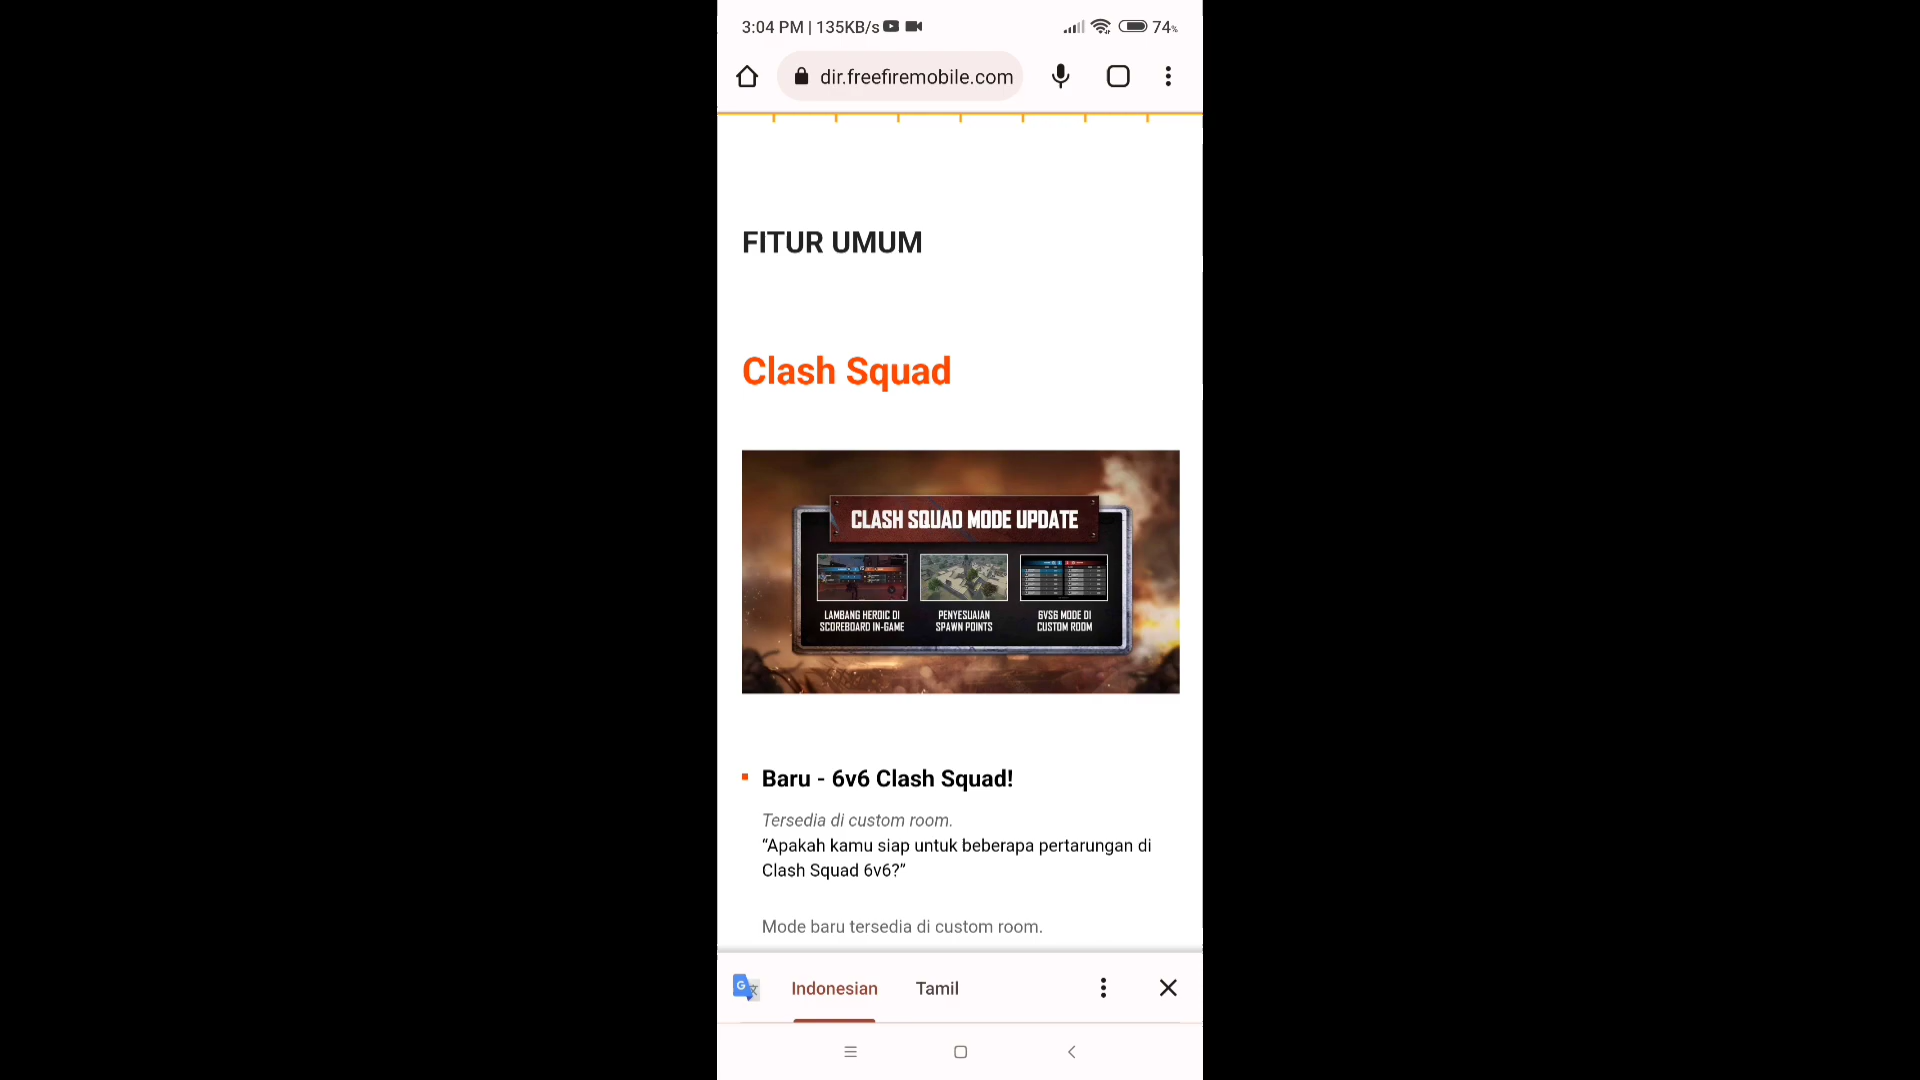 3:04 PM | 135KB/s
74%
dir.freefiremobile.com
FITUR UMUM
Clash Squad
CLASH SQUAD MODE UPDATE
LAMBANG HEROIC DI
SCOREBOARD IN-GAME
PENYESUAIAN
SPAWN POINTS
6VS6 MODE DI
CUSTOM ROOM
Baru - 6v6 Clash Squad!
Tersedia di custom room.
“Apakah kamu siap untuk beberapa pertarungan di
Clash Squad 6v6?”
Mode baru tersedia di custom room.
Indonesian
Tamil